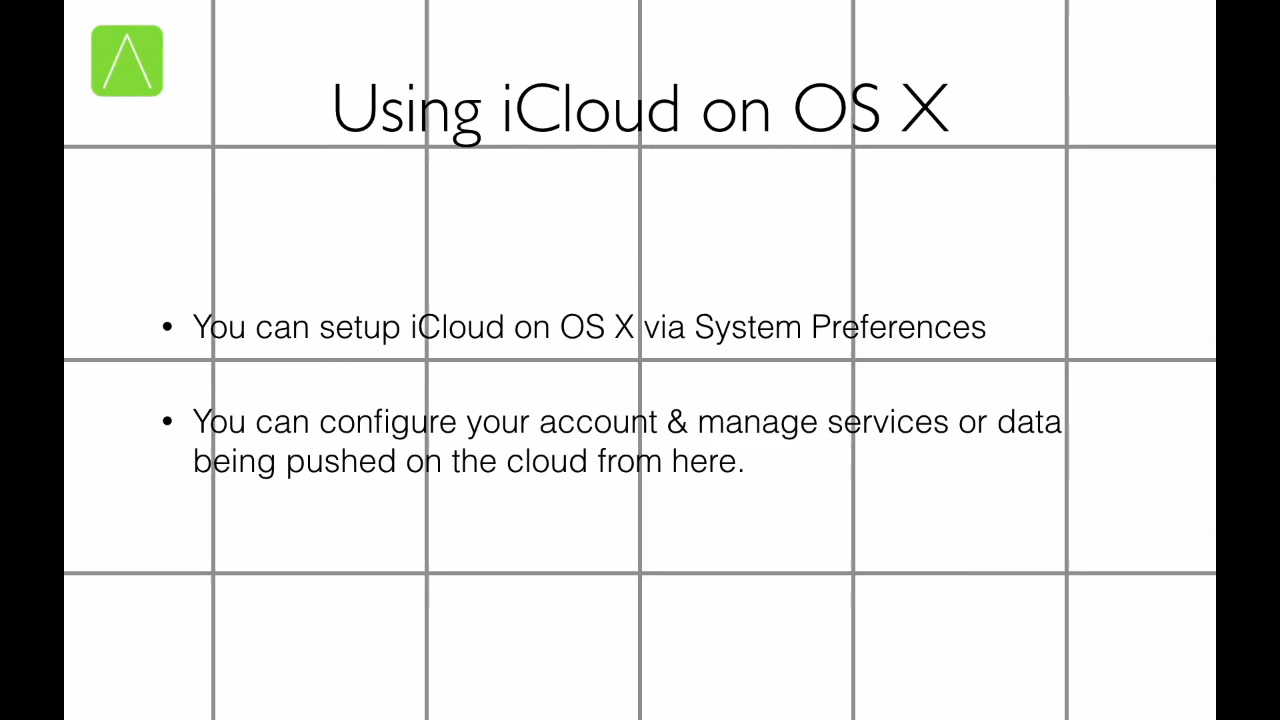 Using iCloud on OS X
• You can setup iCloud on OS X via System Preferences
• You can configure your account & manage services or data
being pushed on the cloud from here.